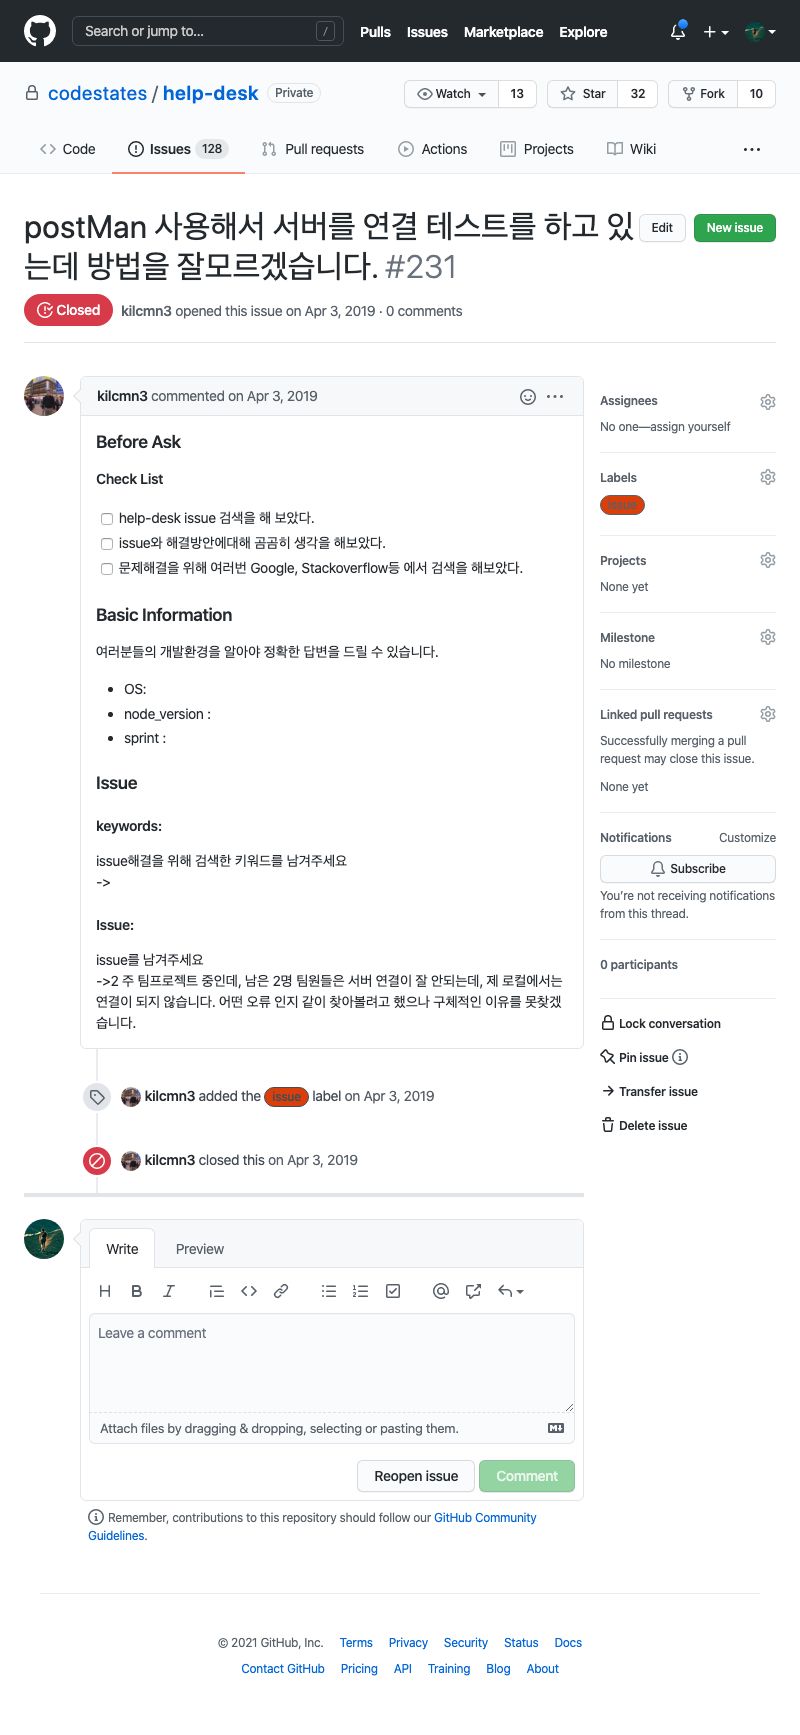 Search or jump to... /
Pulls Issues Marketplace Explore
codestates / help-desk Private
Watch 13 Star 32 Fork 10
Code Issues 128 Pull requests Actions Projects Wiki ...
postMan 사용해서 서버를 연결 테스트를 하고 있
는데 방법을 잘모르겠습니다. #231
Edit New issue
Closed kilcmn3 opened this issue on Apr 3, 2019 · 0 comments
kilcmn3 commented on Apr 3, 2019
Before Ask
Check List
help-desk issue 검색을 해 보았다.
issue와 해결방안에대해 곰곰히 생각을 해보았다.
문제해결을 위해 여러번 Google, Stackoverflow등 에서 검색을 해보았다.
Basic Information
여러분들의 개발환경을 알아야 정확한 답변을 드릴 수 있습니다.
• OS:
• node_version :
• sprint :
Issue
keywords:
issue해결을 위해 검색한 키워드를 남겨주세요
->
Issue:
issue를 남겨주세요
->2 주 팀프로젝트 중인데, 남은 2명 팀원들은 서버 연결이 잘 안되는데, 제 로컬에서는
연결이 되지 않습니다. 어떤 오류 인지 같이 찾아볼려고 했으나 구체적인 이유를 못찾겠
습니다.
kilcmn3 added the issue label on Apr 3, 2019
kilcmn3 closed this on Apr 3, 2019
Assignees
No one—assign yourself
Labels
issue
Projects
None yet
Milestone
No milestone
Linked pull requests
Successfully merging a pull
request may close this issue.
None yet
Notifications Customize
Subscribe
You're not receiving notifications
from this thread.
0 participants
Lock conversation
Pin issue
Transfer issue
Delete issue
Write Preview
Leave a comment
Attach files by dragging & dropping, selecting or pasting them.
Reopen issue Comment
Remember, contributions to this repository should follow our GitHub Community
Guidelines.
© 2021 GitHub, Inc. Terms Privacy Security Status Docs
Contact GitHub Pricing API Training Blog About